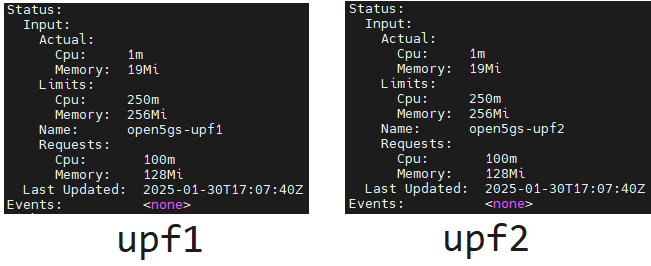 Status:
  Input:
    Actual:
      Cpu:     1m
      Memory:  19Mi
    Limits:
      Cpu:     250m
      Memory:  256Mi
    Name:      open5gs-upf1
    Requests:
      Cpu:       100m
      Memory:    128Mi
  Last Updated:  2025-01-30T17:07:40Z
Events:          <none>
upf1
Status:
  Input:
    Actual:
      Cpu:     1m
      Memory:  19Mi
    Limits:
      Cpu:     250m
      Memory:  256Mi
    Name:      open5gs-upf2
    Requests:
      Cpu:       100m
      Memory:    128Mi
  Last Updated:  2025-01-30T17:07:40Z
Events:          <none>
upf2